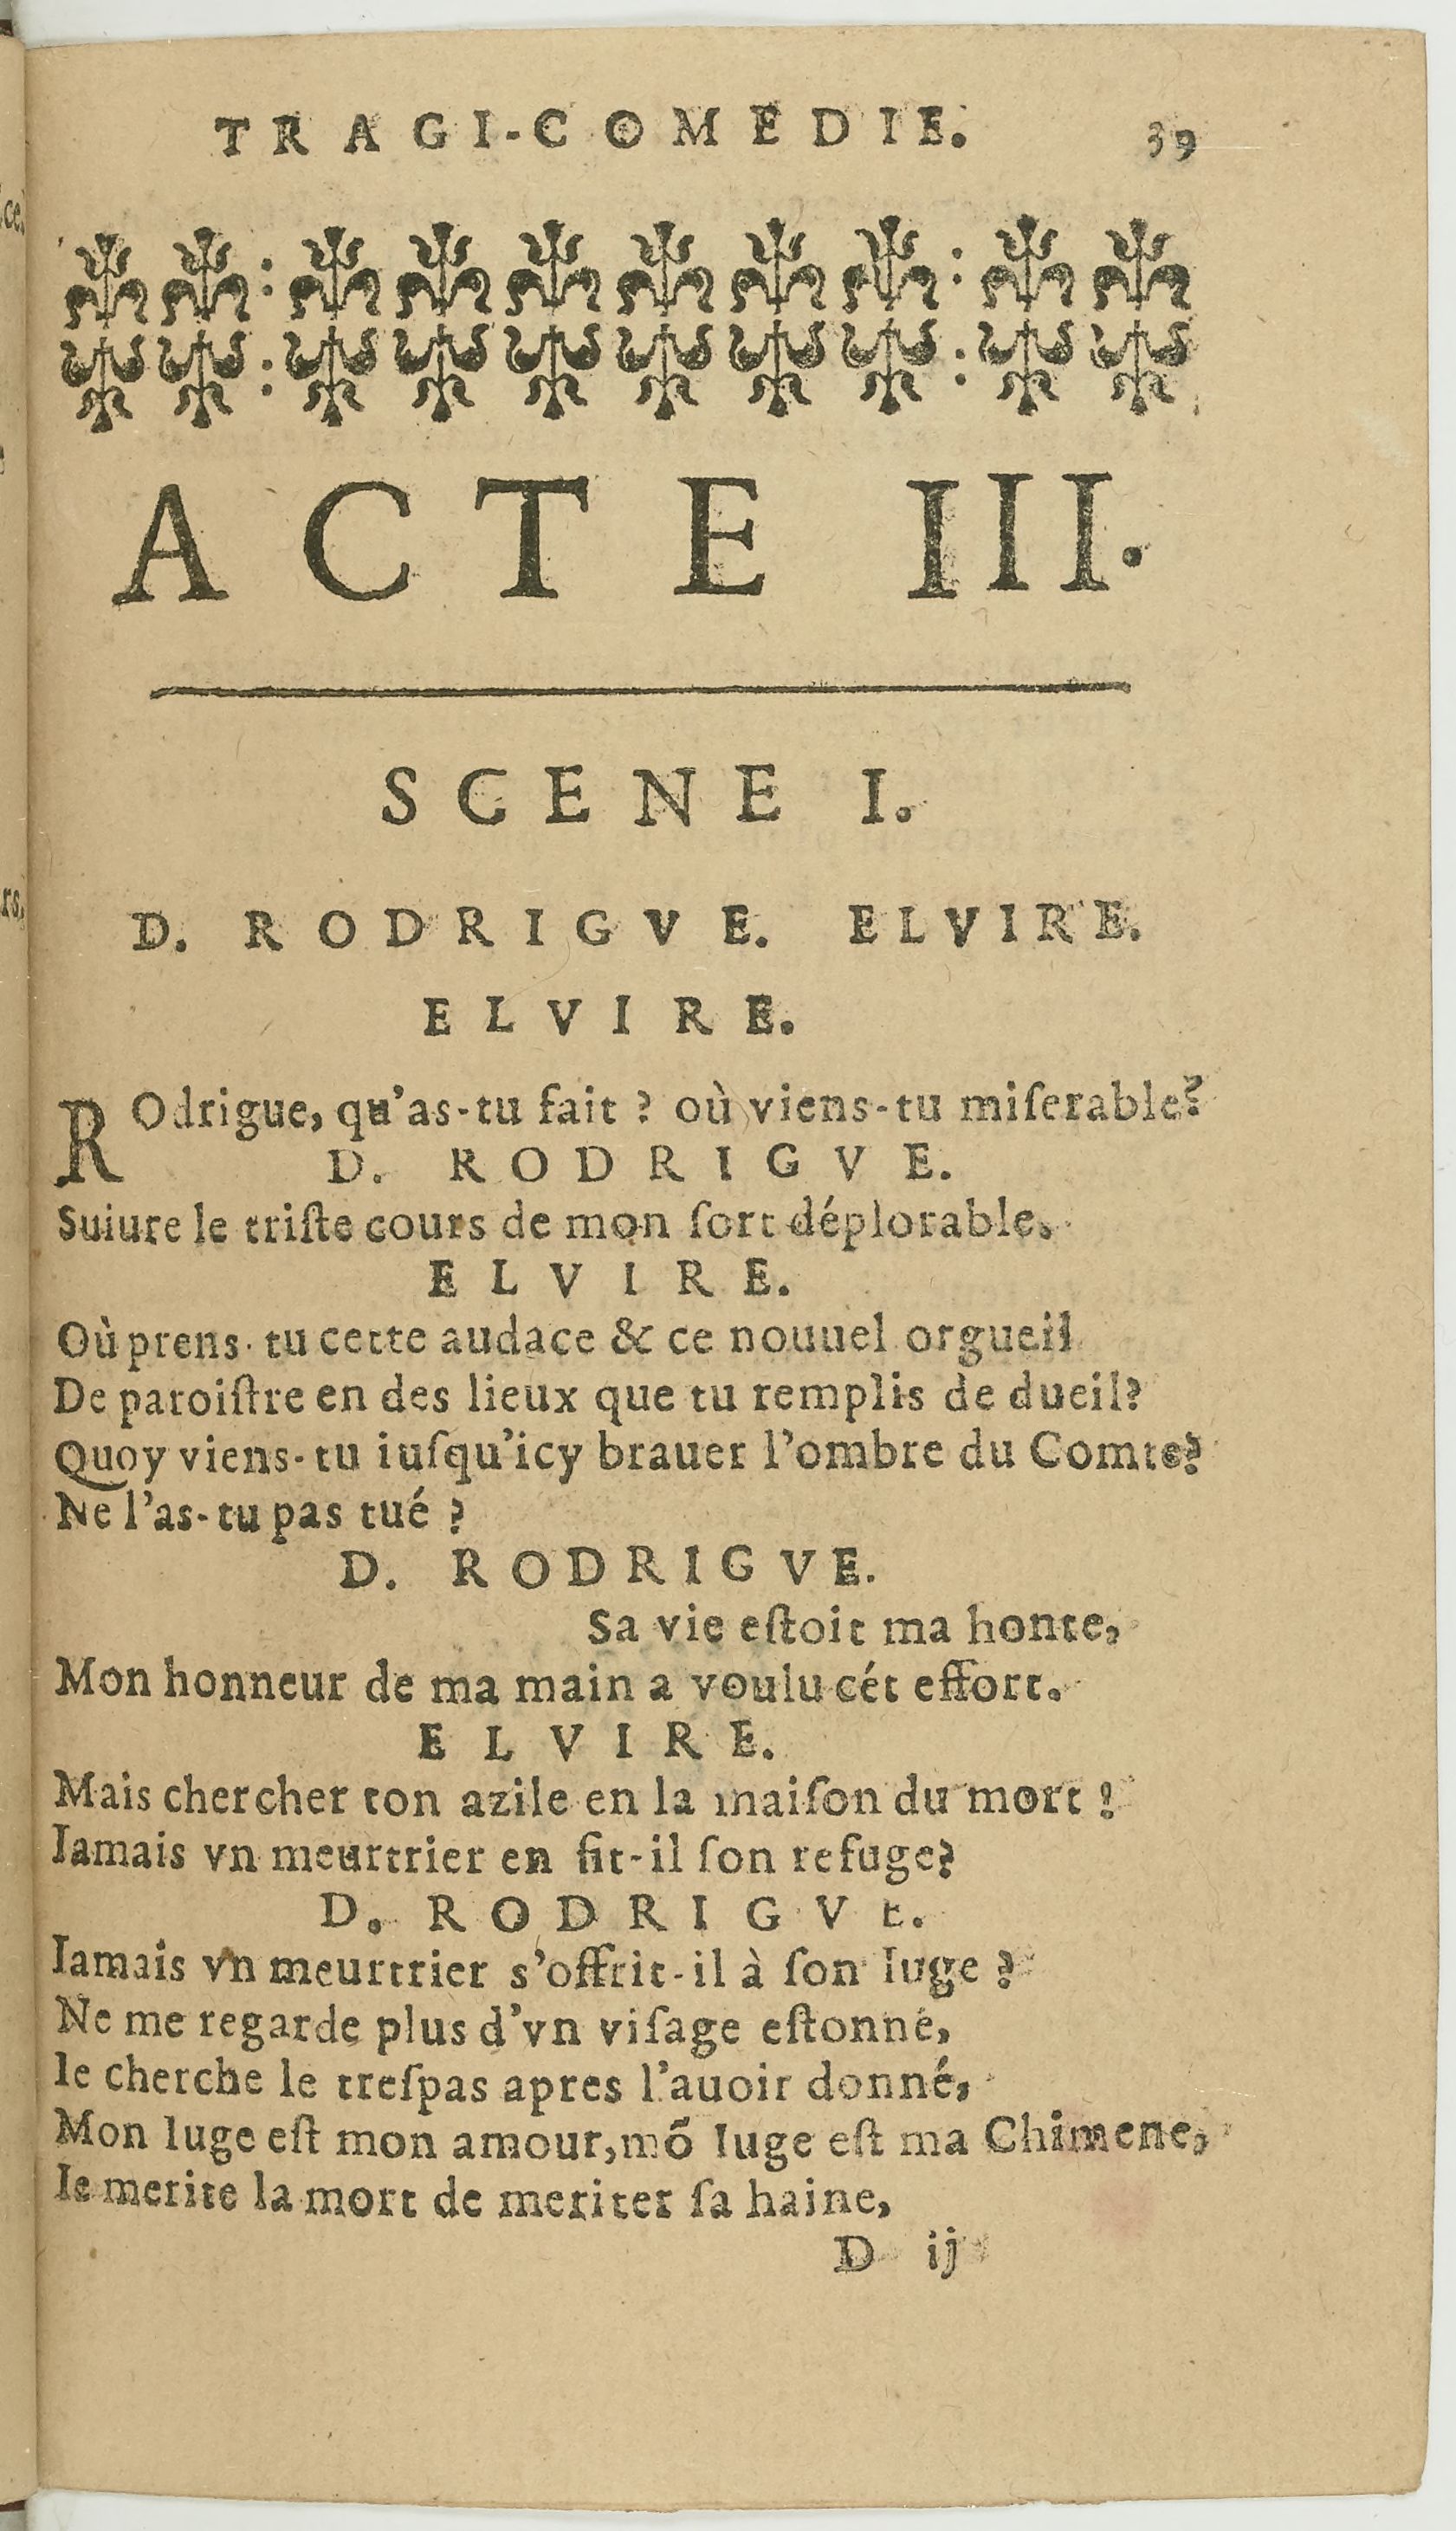 TRAGI-COMEDIE. 39
ACTE III.
SCENE I.
D. RODRIGVE. ELVIRE.
ELVIRE.
ROdrigue, qu'as-tu fait ? où viens-tu miſerable?
D. RODRIGVE.
Suiure le triſte cours de mon ſort déplorable.
ELVIRE.
Où prens-tu cette audace & ce nouuel orgueil
De paroiſtre en des lieux que tu remplis de dueil?
Quoy viens-tu iuſqu'icy brauer l'ombre du Comte?
Ne l'as-tu pas tué ?
D. RODRIGVE.
Sa vie eſtoit ma honte,
Mon honneur de ma main a voulu cét effort.
ELVIRE.
Mais chercher ton azile en la maiſon du mort !
Iamais vn meurtrier en fit-il ſon refuge?
D. RODRIGVE.
Iamais vn meurtrier s'offrit-il à ſon Iuge ?
Ne me regarde plus d'vn viſage eſtonné,
Ie cherche le treſpas apres l'auoir donné,
Mon Iuge eſt mon amour, mõ Iuge eſt ma Chimene,
Ie merite la mort de meriter ſa haine,
D ij
ce,
rs,